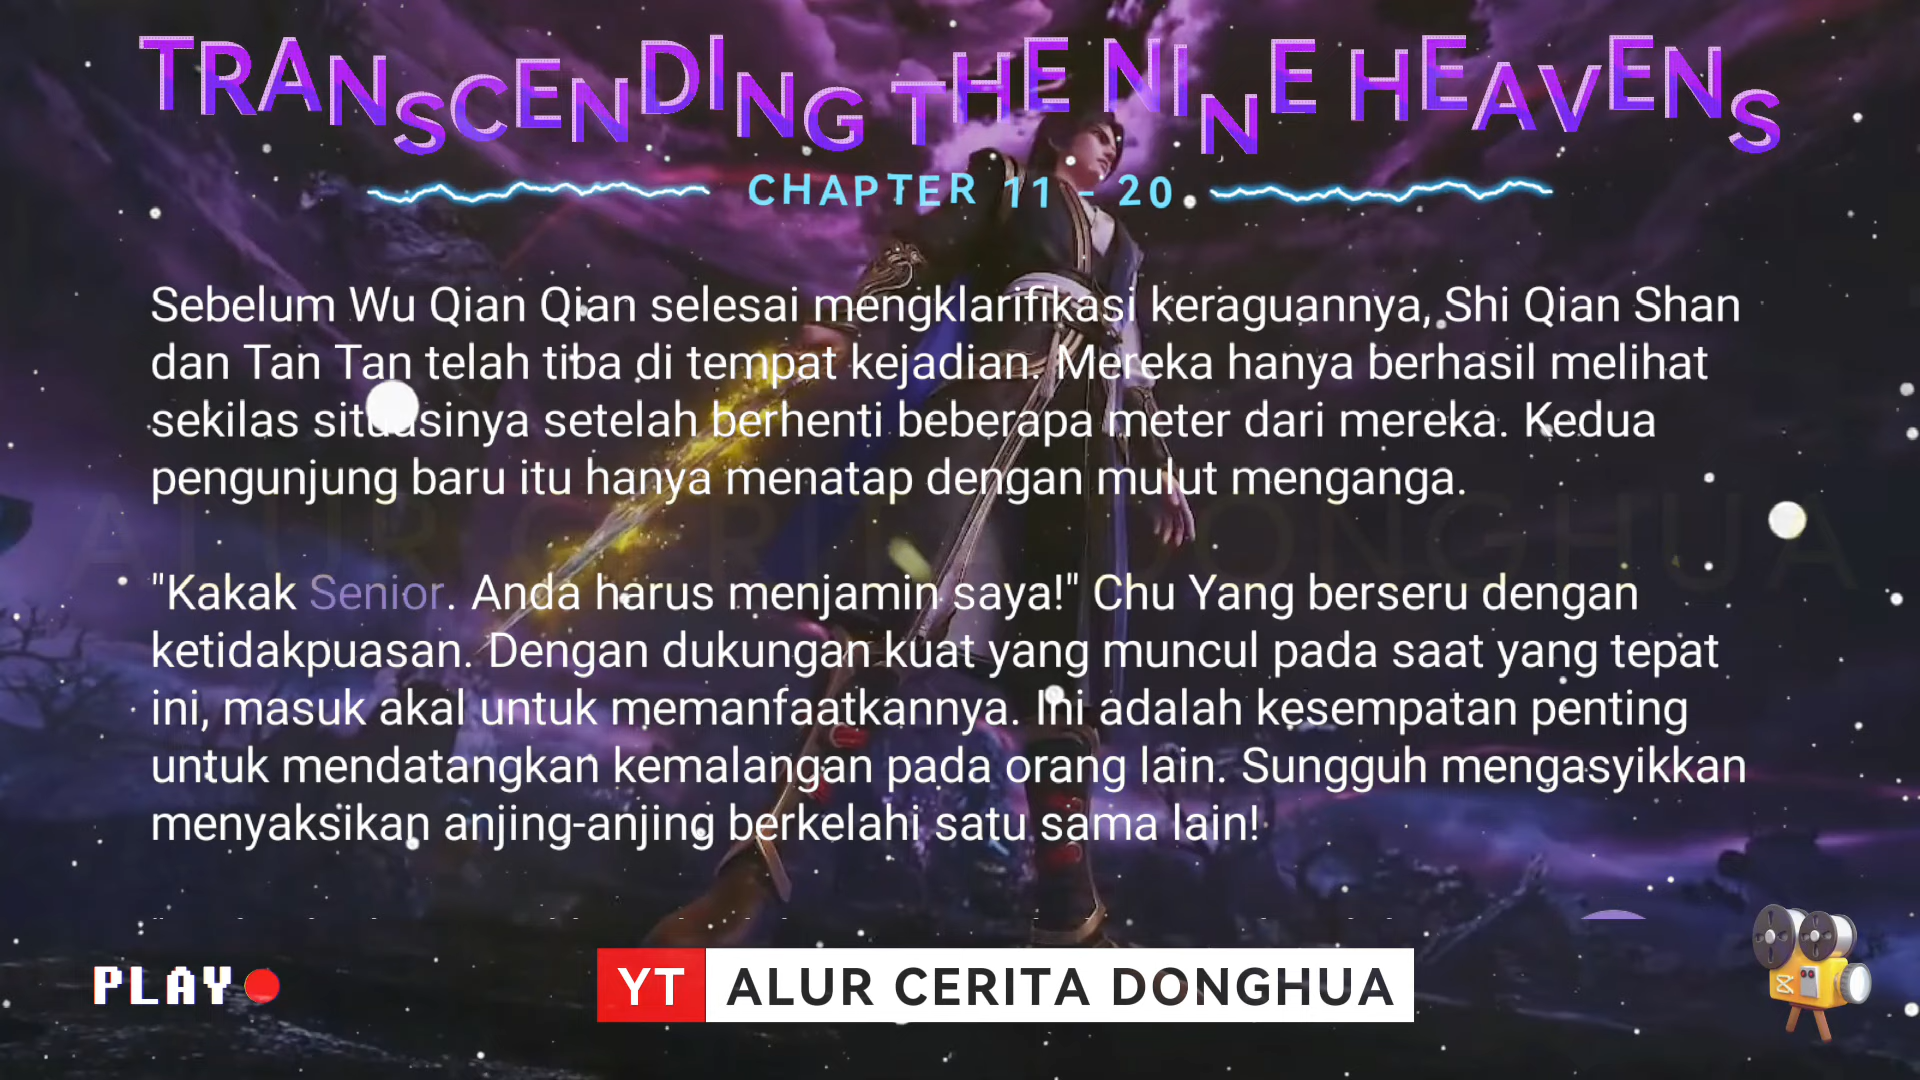 TRANSCENDING THE NINE HEAVENS
CHAPTER 11 - 20
Sebelum Wu Qian Qian selesai mengklarifikasi keraguannya, Shi Qian Shan
dan Tan Tan telah tiba di tempat kejadian. Mereka hanya berhasil melihat
sekilas situasinya setelah berhenti beberapa meter dari mereka. Kedua
pengunjung baru itu hanya menatap dengan mulut menganga.
ALUR CERITA DONGHUA
"Kakak Senior. Anda harus menjamin saya!" Chu Yang berseru dengan
ketidakpuasan. Dengan dukungan kuat yang muncul pada saat yang tepat
ini, masuk akal untuk memanfaatkannya. Ini adalah kesempatan penting
untuk mendatangkan kemalangan pada orang lain. Sungguh mengasyikkan
menyaksikan anjing-anjing berkelahi satu sama lain!
PLAY
YT ALUR CERITA DONGHUA